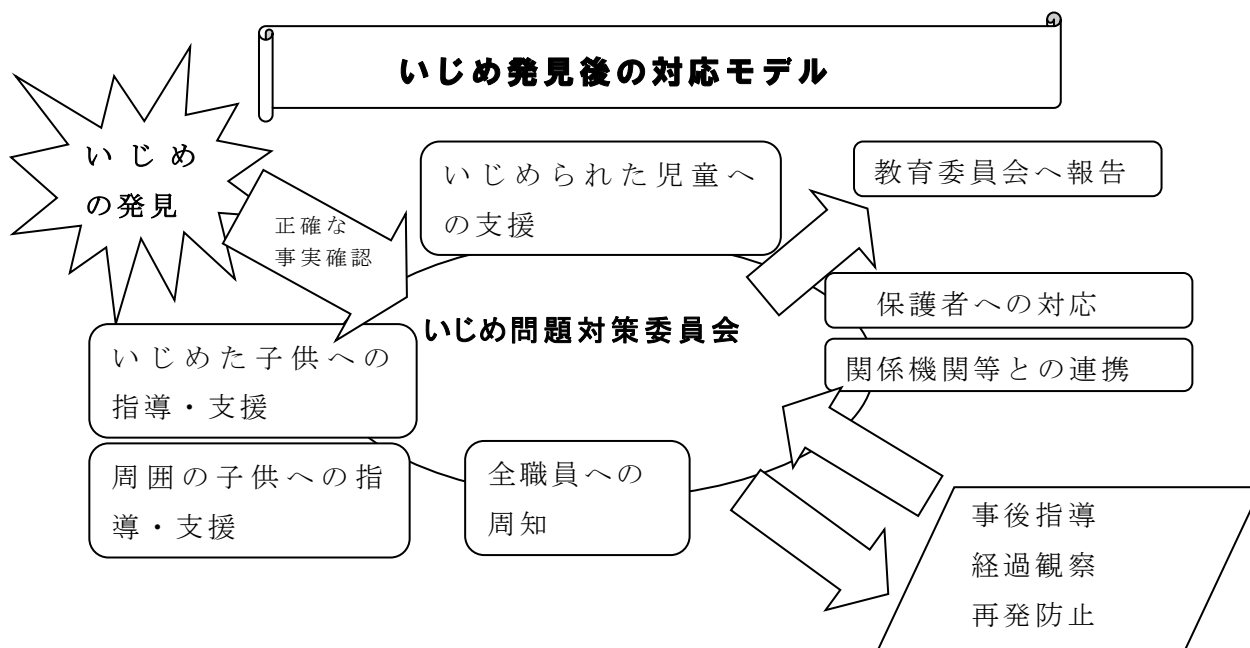 いじめ発見後の対応モデル
いじめ
の発見
正確な
事実確認
いじめられた児童へ
の支援
教育委員会へ報告
保護者への対応
関係機関等との連携
いじめ問題対策委員会
いじめた子供への
指導・支援
周囲の子供への指
導・支援
全職員への
周知
事後指導
経過観察
再発防止